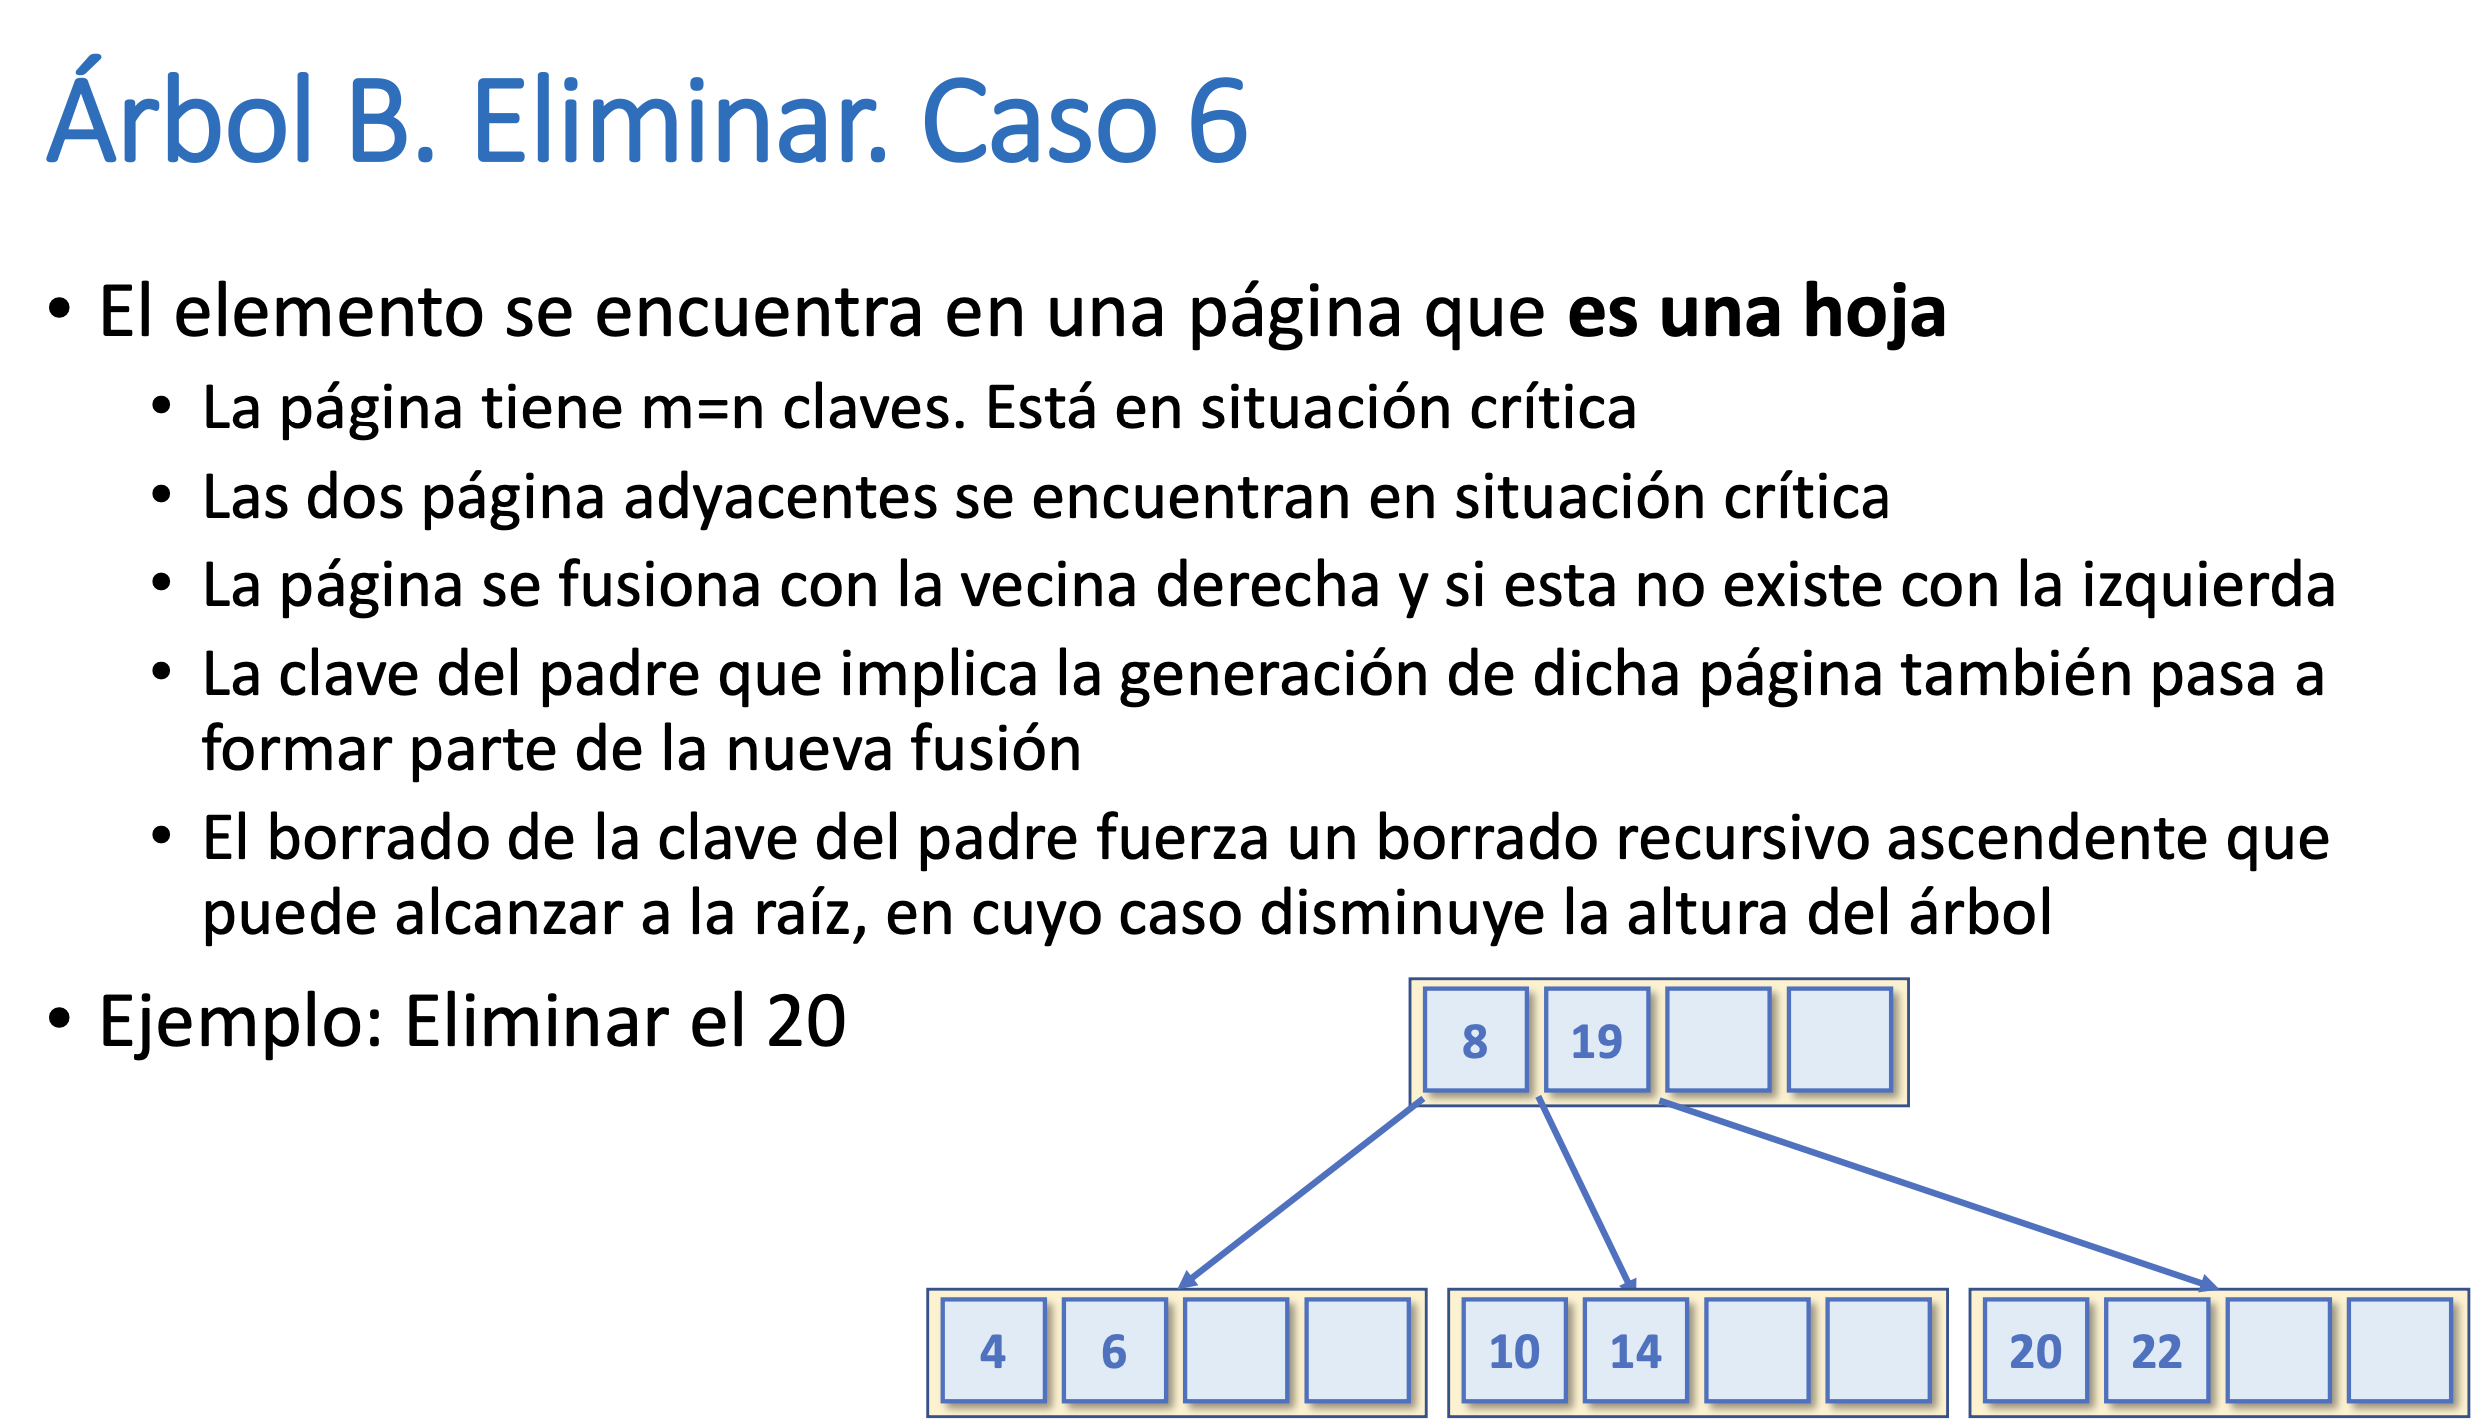 Árbol B. Eliminar. Caso 6
• El elemento se encuentra en una página que es una hoja
• La página tiene m=n claves. Está en situación crítica
• Las dos página adyacentes se encuentran en situación crítica
• La página se fusiona con la vecina derecha y si esta no existe con la izquierda
• La clave del padre que implica la generación de dicha página también pasa a
formar parte de la nueva fusión
• El borrado de la clave del padre fuerza un borrado recursivo ascendente que
puede alcanzar a la raíz, en cuyo caso disminuye la altura del árbol
• Ejemplo: Eliminar el 20
8 19
4 6 10 14 20 22